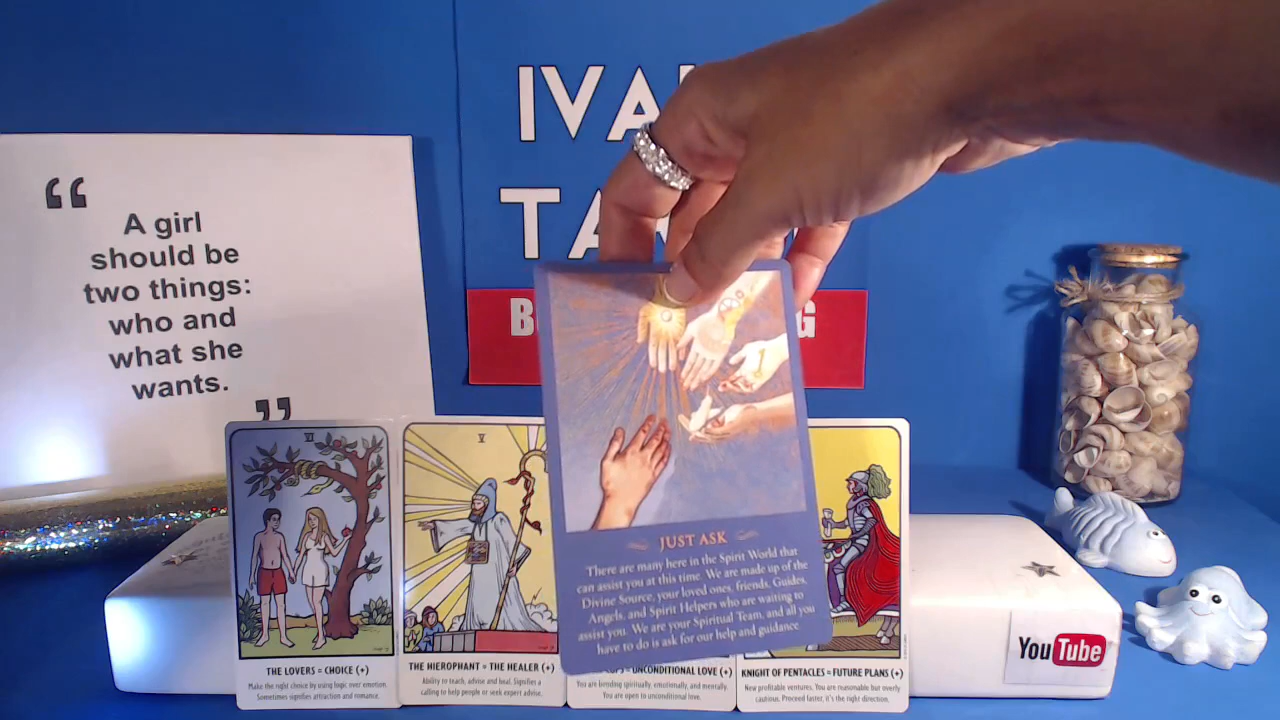 IVA
TA
B
G
“
A girl
should be
two things:
who and
what she
wants.
”
JUST ASK
There are many here in the Spirit World that
can assist you at this time. We are made up of the
Divine Source, your loved ones, friends, Guides,
Angels, and Spirit Helpers who are waiting to
assist you. We are your Spiritual Team, and all you
have to do is ask for our help and guidance.
VI
THE LOVERS = CHOICE (+)
Make the right choice by using logic over emotion.
Sometimes signifies attraction and romance.
V
THE HIEROPHANT = THE HEALER (+)
Ability to teach, advise and heal. Signifies a
calling to help people or seek expert advise.
UNCONDITIONAL LOVE (+)
You are bonding spiritually, emotionally, and mentally.
You are open to unconditional love.
KNIGHT OF PENTACLES = FUTURE PLANS (+)
New profitable ventures. You are reasonable but overly
cautious. Proceed faster, it's the right direction.
YouTube